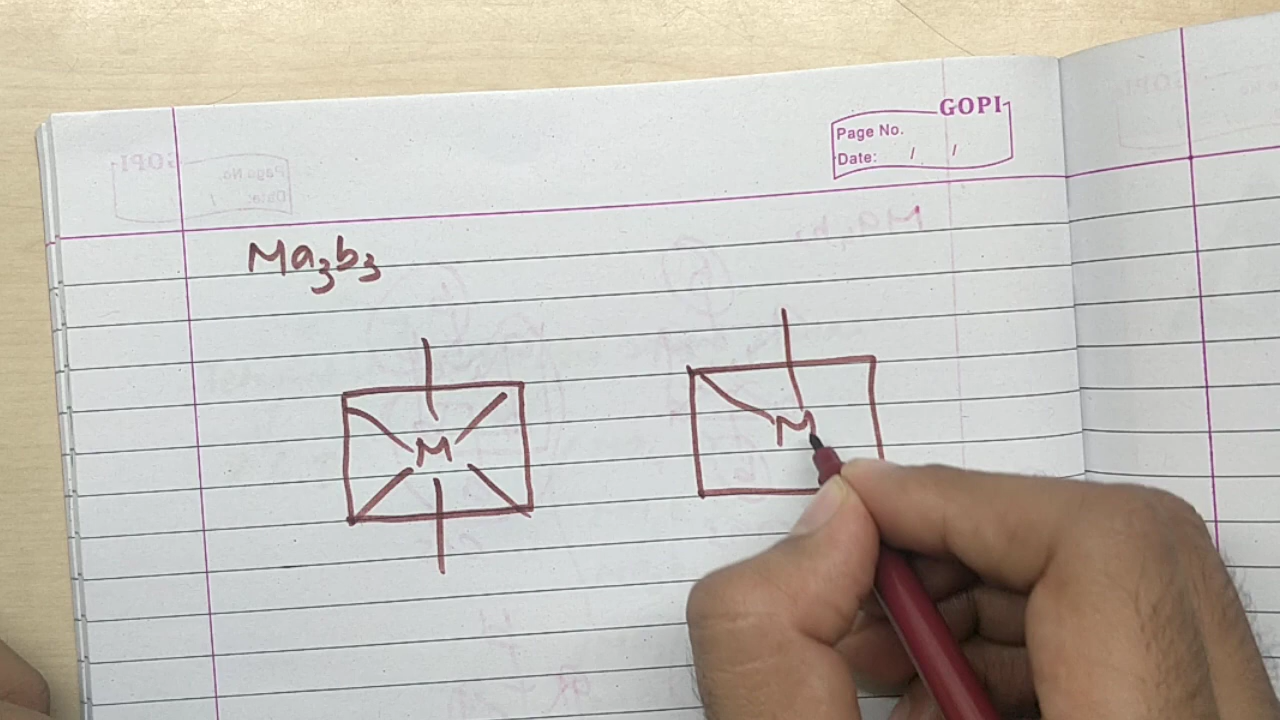 GOPI
Page No.
Date: / /
Ma₃b₃
M
M